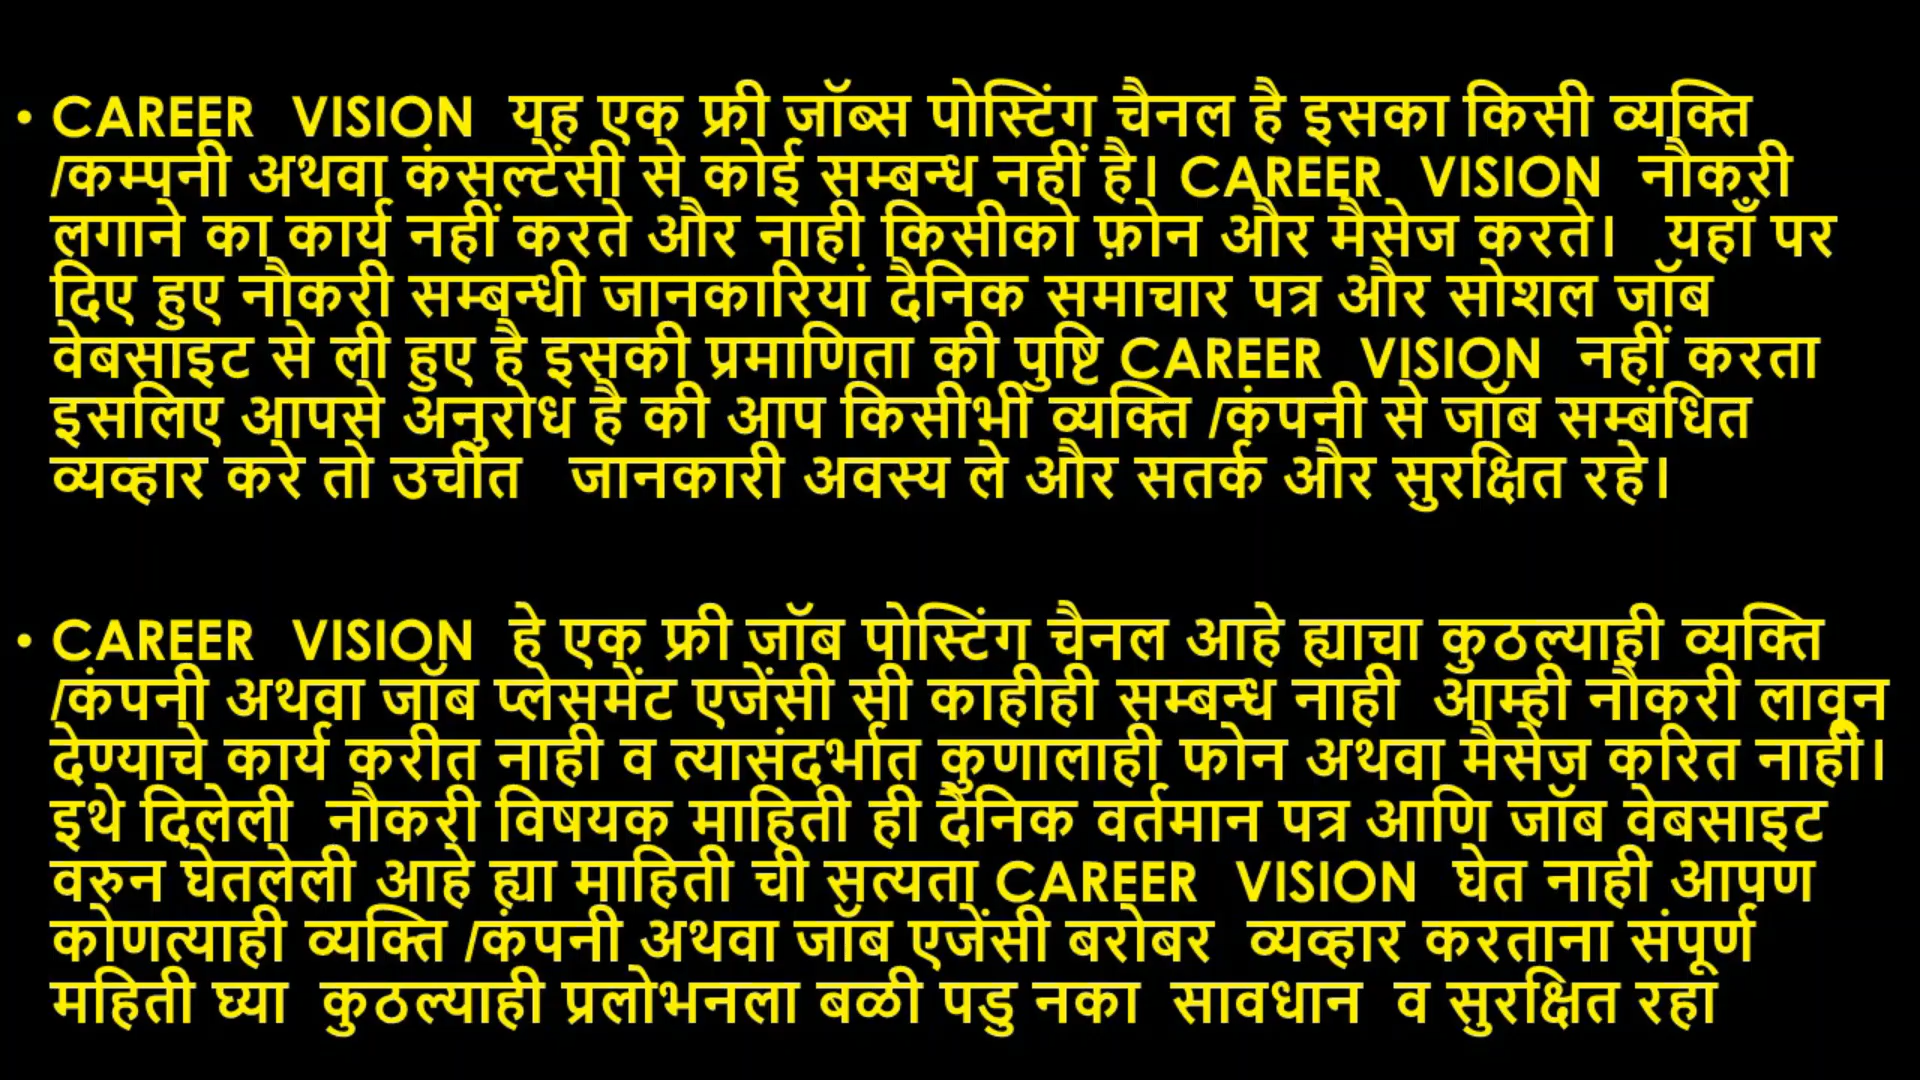 • CAREER VISION यह एक फ्री जॉब्स पोस्टिंग चैनल है इसका किसी व्यक्ति
/कम्पनी अथवा कंसल्टेंसी से कोई सम्बन्ध नहीं है। CAREER VISION नौकरी
लगाने का कार्य नहीं करते और नाही किसीको फ़ोन और मैसेज करते। यहाँ पर
दिए हुए नौकरी सम्बन्धी जानकारियां दैनिक समाचार पत्र और सोशल जॉब
वेबसाइट से ली हुए है इसकी प्रमाणिता की पुष्टि CAREER VISION नहीं करता
इसलिए आपसे अनुरोध है की आप किसीभी व्यक्ति /कंपनी से जॉब सम्बंधित
व्यव्हार करे तो उचीत जानकारी अवस्य ले और सतर्क और सुरक्षित रहे।
• CAREER VISION हे एक फ्री जॉब पोस्टिंग चैनल आहे ह्याचा कुठल्याही व्यक्ति
/कंपनी अथवा जॉब प्लेसमेंट एजेंसी सी काहीही सम्बन्ध नाही आम्ही नौकरी लावून
देण्याचे कार्य करीत नाही व त्यासंदर्भात कुणालाही फोन अथवा मैसेज करित नाही।
इथे दिलेली नौकरी विषयक माहिती ही दैनिक वर्तमान पत्र आणि जॉब वेबसाइट
वरुन घेतलेली आहे ह्या माहिती ची सत्यता CAREER VISION घेत नाही आपण
कोणत्याही व्यक्ति /कंपनी अथवा जॉब एजेंसी बरोबर व्यव्हार करताना संपूर्ण
महिती घ्या कुठल्याही प्रलोभनला बळी पडु नका सावधान व सुरक्षित रहा